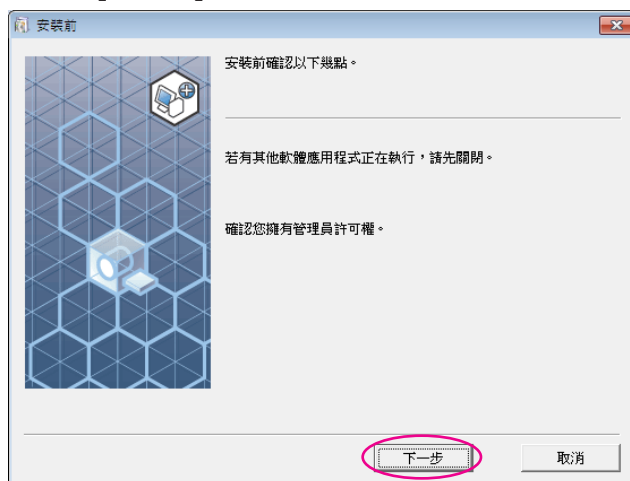 安裝前
安裝前確認以下幾點。
若有其他軟體應用程式正在執行，請先關閉。
確認您擁有管理員許可權。
下一步
取消